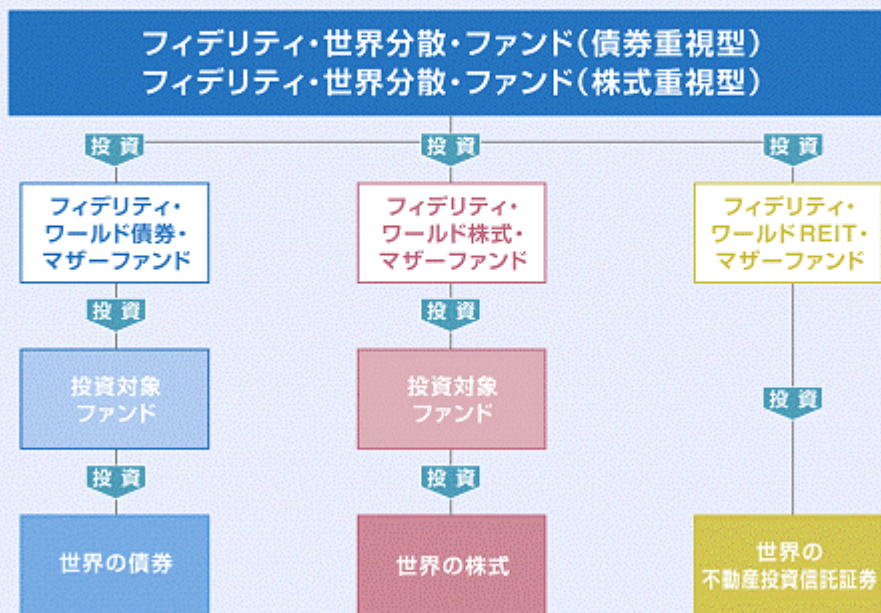 フィデリティ・世界分散・ファンド(債券重視型)
フィデリティ・世界分散・ファンド(株式重視型)
投資
投資
投資
フィデリティ・
ワールド債券・
マザーファンド
フィデリティ・
ワールド株式・
マザーファンド
フィデリティ・
ワールドREIT・
マザーファンド
投資
投資
投資対象
ファンド
投資対象
ファンド
投資
投資
投資
世界の債券
世界の株式
世界の
不動産投資信託証券